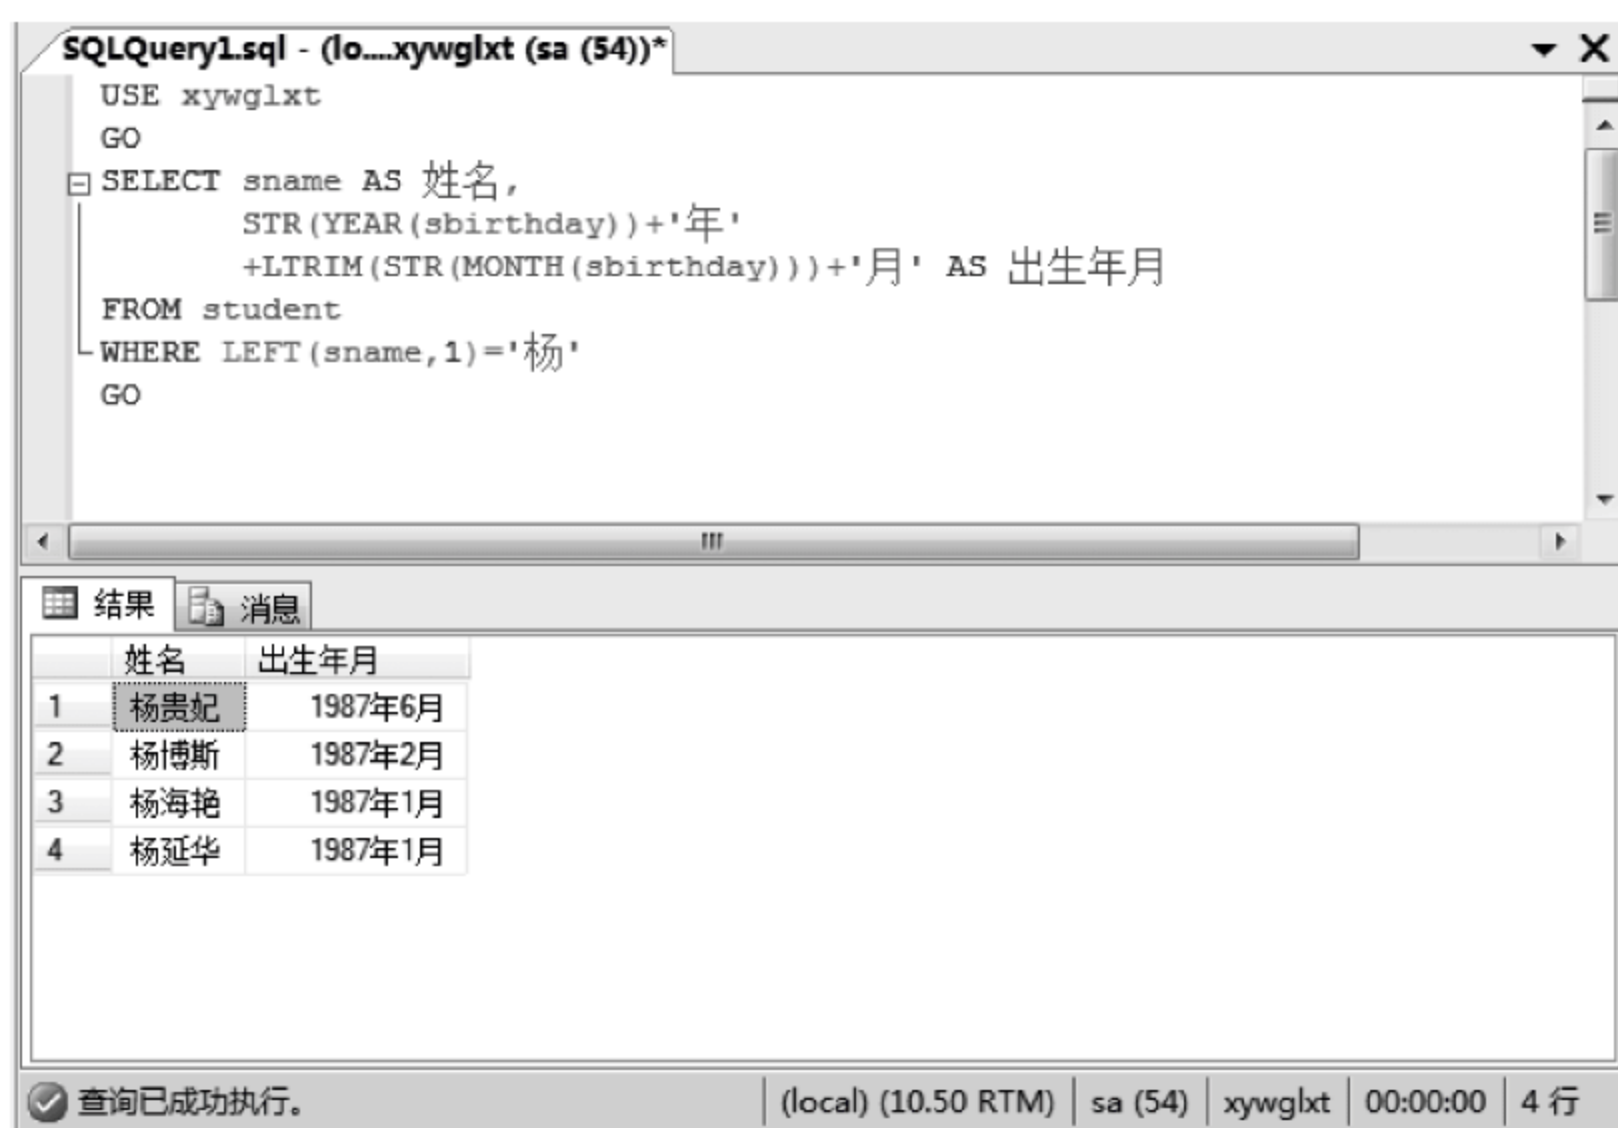 SQLQuery1.sql - (lo....xywglxt (sa (54))*
USE xywglxt
GO
SELECT sname AS 姓名,
STR(YEAR(sbirthday))+'年'
+LTRIM(STR(MONTH(sbirthday)))+'月' AS 出生年月
FROM student
WHERE LEFT(sname,1)='杨'
GO
结果 消息
姓名 出生年月
1 杨贵妃 1987年6月
2 杨博斯 1987年2月
3 杨海艳 1987年1月
4 杨延华 1987年1月
查询已成功执行。 (local) (10.50 RTM) sa (54) xywglxt 00:00:00 4 行